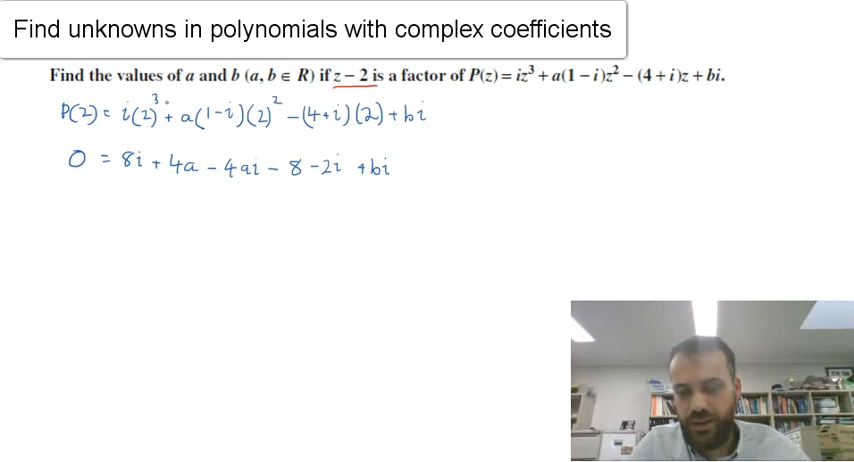 Find unknowns in polynomials with complex coefficients
Find the values of a and b (a, b ∈ R) if z − 2 is a factor of P(z) = iz³ + a(1 − i)z² − (4 + i)z + bi.
P(2) = i(2)³ + a(1-i)(2)² - (4+i)(2) + bi
0 = 8i + 4a - 4ai - 8 - 2i + bi